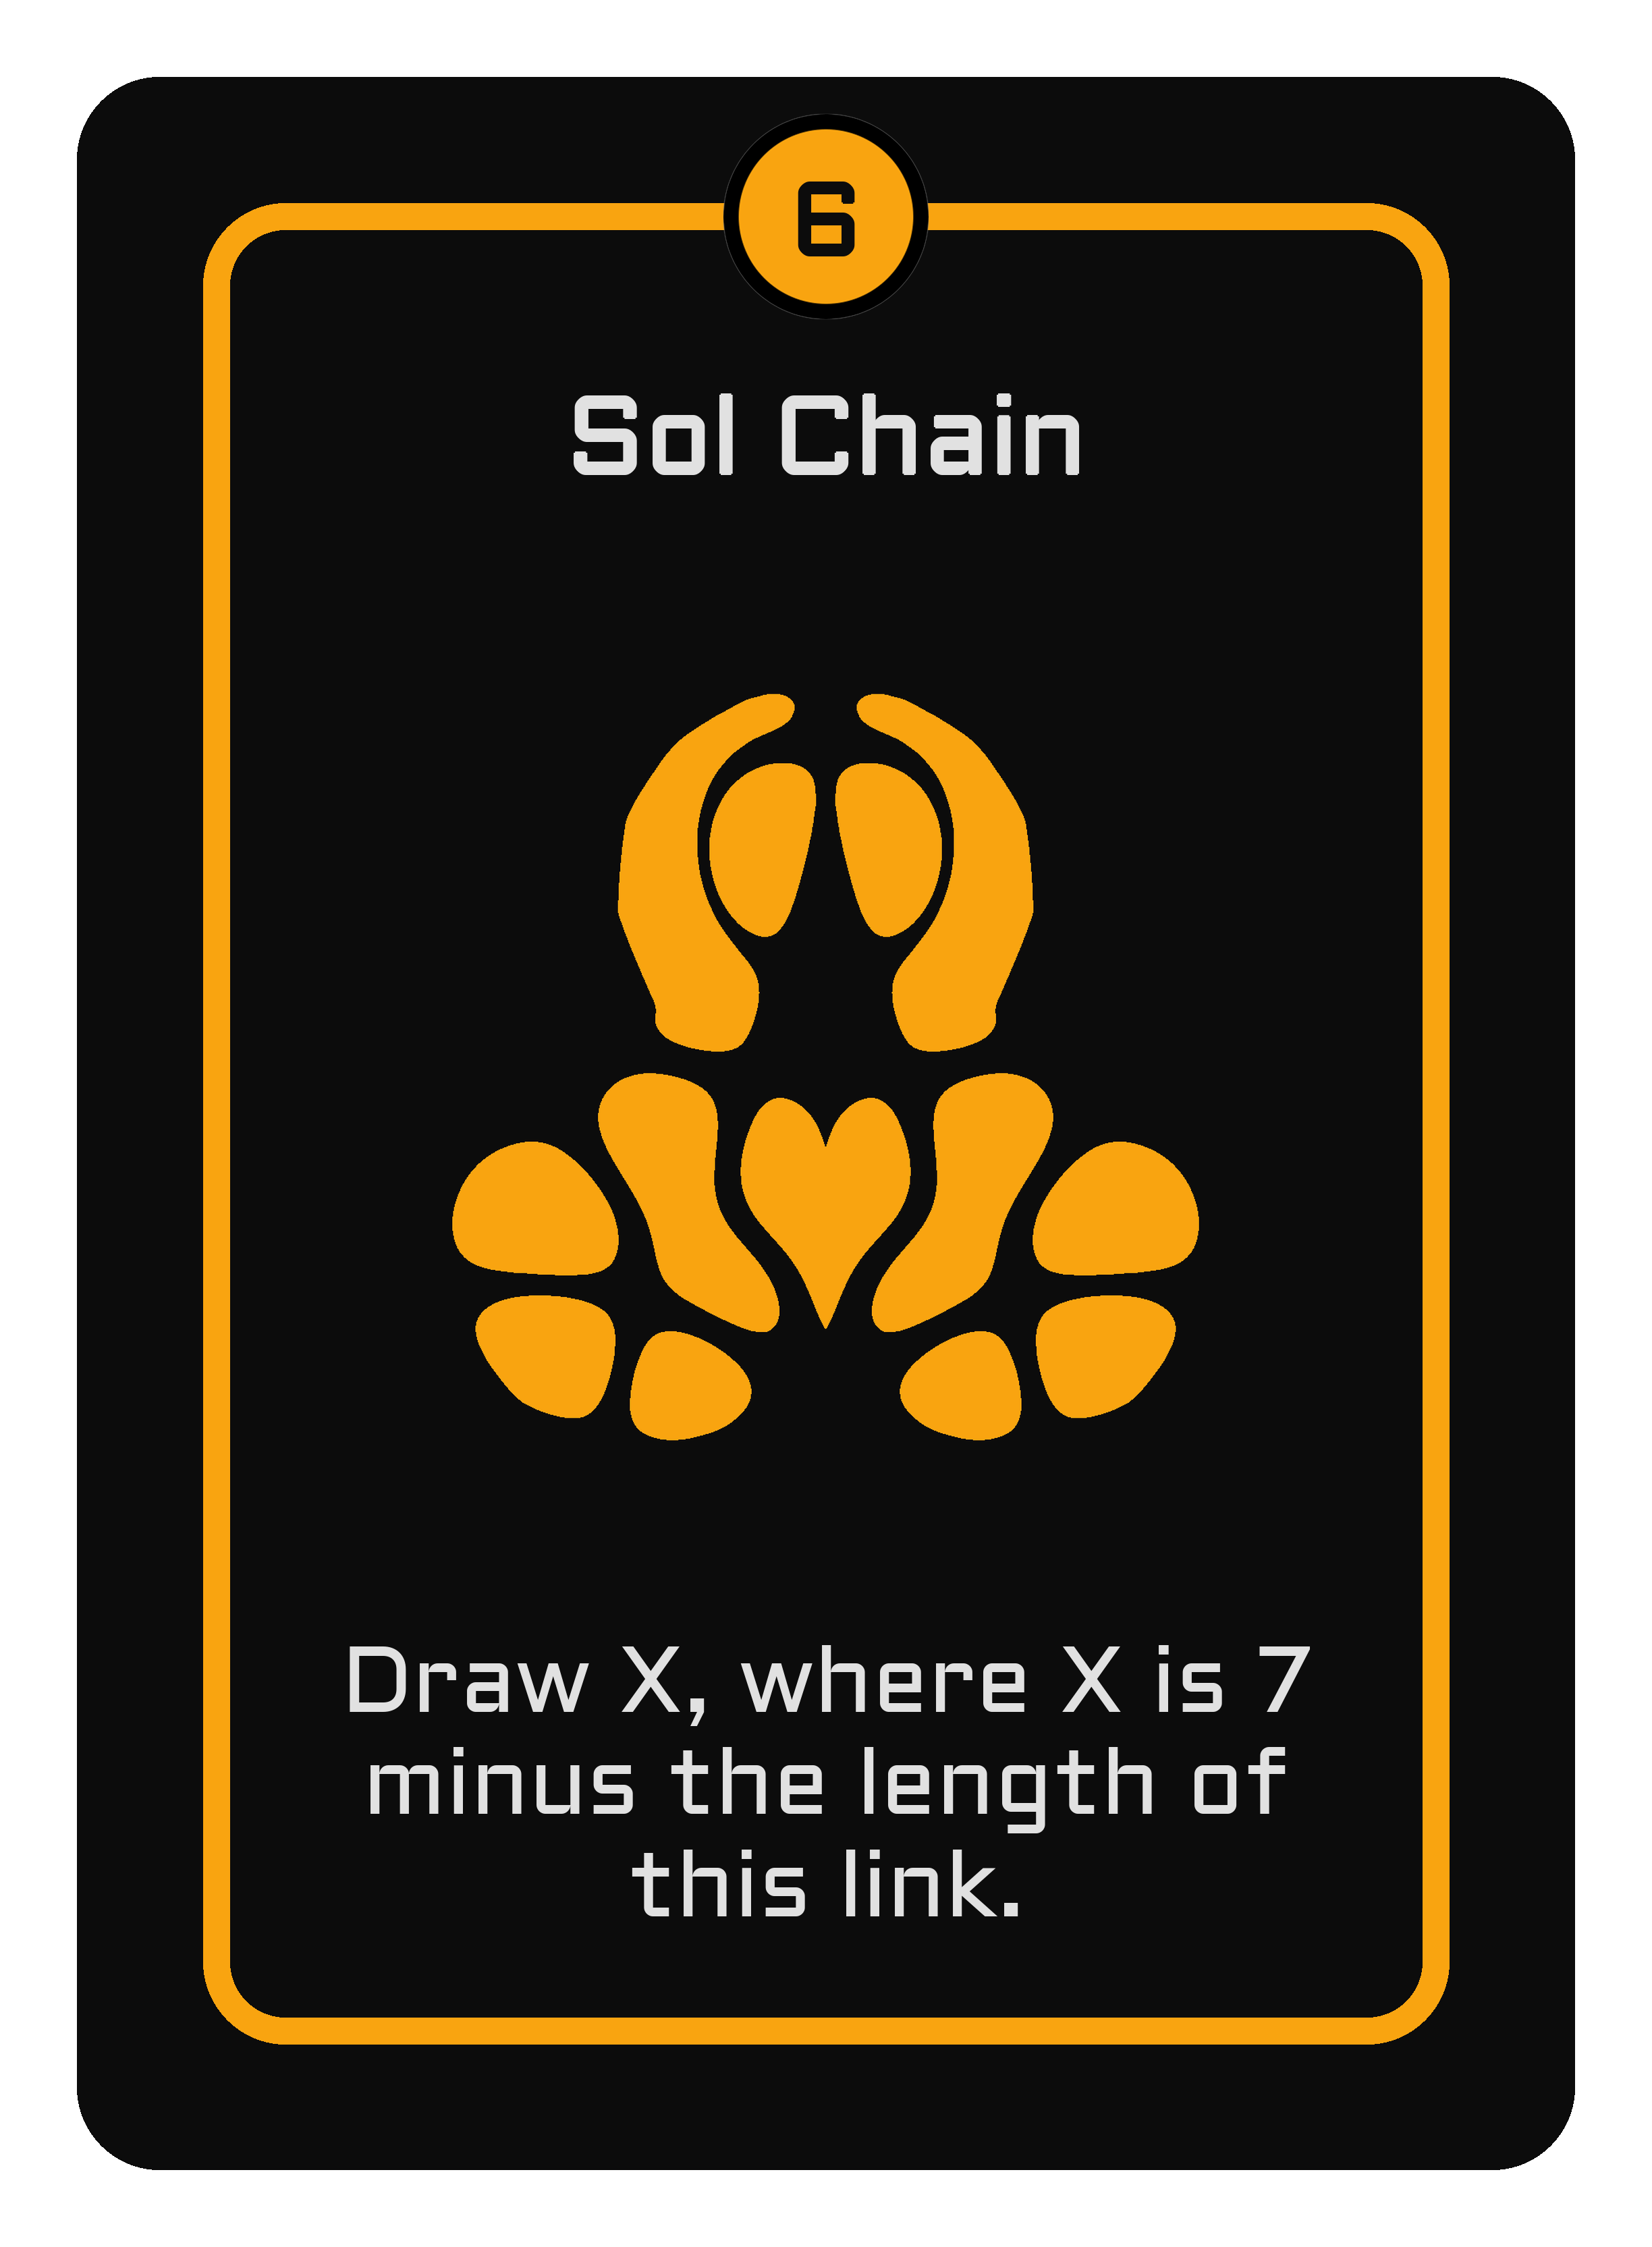 6
Sol Chain
Draw X, where X is 7
minus the length of
this link.